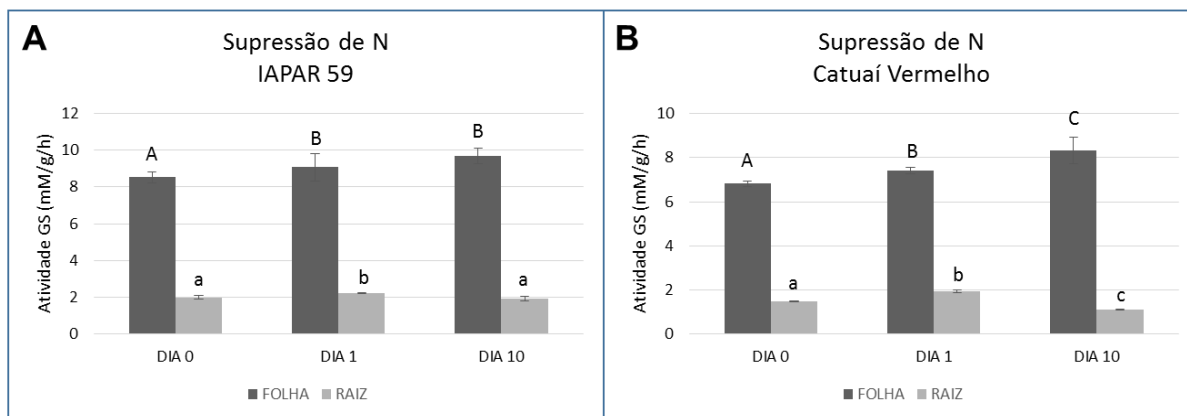 A
Supressão de N
IAPAR 59
Atividade GS (mM/g/h)
12
10
8
6
4
2
0
A
B
B
a
b
a
DIA 0
DIA 1
DIA 10
FOLHA
RAIZ
B
Supressão de N
Catuaí Vermelho
Atividade GS (mM/g/h)
10
8
6
4
2
0
A
B
C
a
b
c
DIA 0
DIA 1
DIA 10
FOLHA
RAIZ